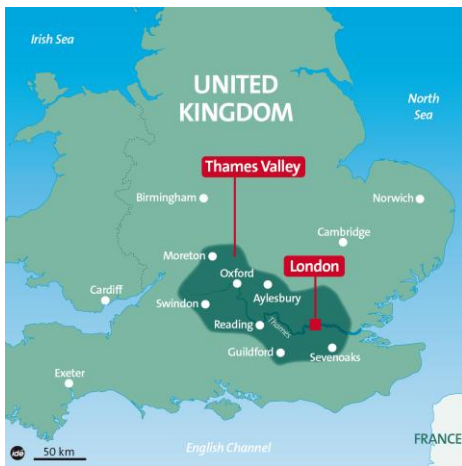 Irish Sea
UNITED
KINGDOM
North
Sea
Thames Valley
Birmingham
Norwich
Cambridge
Moreton
Oxford
London
Cardiff
Aylesbury
Swindon
Reading
Thames
Guildford
Sevenoaks
Exeter
FRANCE
English Channel
idé
50 km